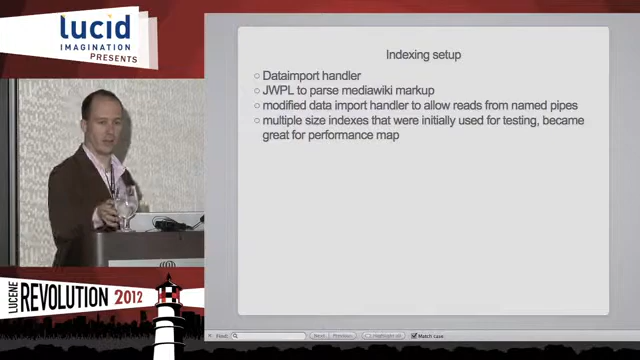 lucid
IMAGINATION
PRESENTS
LUCENE
REVOLUTION 2012
Indexing setup
○ Dataimport handler
○ JWPL to parse mediawiki markup
○ modified data import handler to allow reads from named pipes
○ multiple size indexes that were initially used for testing, became
great for performance map
× Find:
Next
Previous
Match case